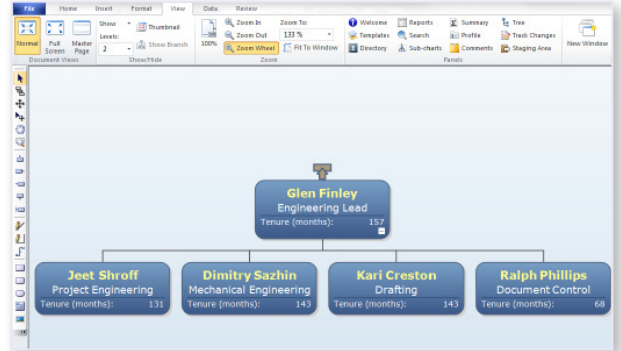 File Home Insert Format View Data Review
Normal
Full Screen
Master Page
Document Views
Show
Levels:
2
Thumbnail
Show Branch
Show/Hide
100%
Zoom In
Zoom Out
Zoom Wheel
Zoom To:
133 %
Fit To Window
Zoom
Welcome Reports Summary Tree
Templates Search Profile Track Changes
Directory Sub-charts Comments Staging Area
Panels
New Window
Glen Finley
Engineering Lead
Tenure (months): 157
Jeet Shroff
Project Engineering
Tenure (months): 131
Dimitry Sazhin
Mechanical Engineering
Tenure (months): 143
Kari Creston
Drafting
Tenure (months): 143
Ralph Phillips
Document Control
Tenure (months): 68